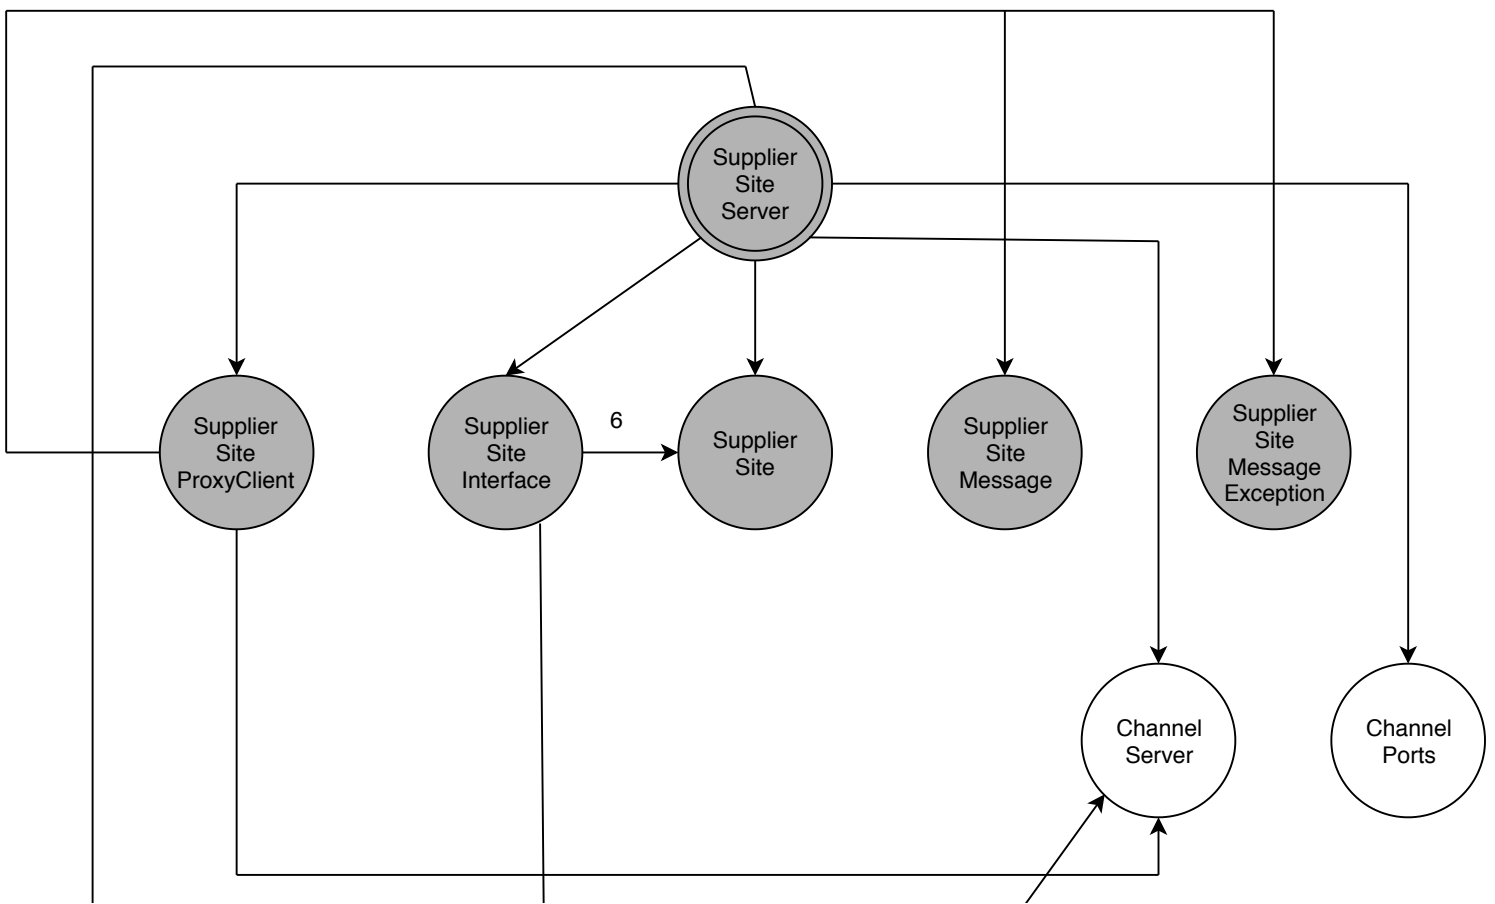 Supplier
Site
Server
Supplier
Site
ProxyClient
Supplier
Site
Interface
6
Supplier
Site
Supplier
Site
Message
Supplier
Site
Message
Exception
Channel
Server
Channel
Ports